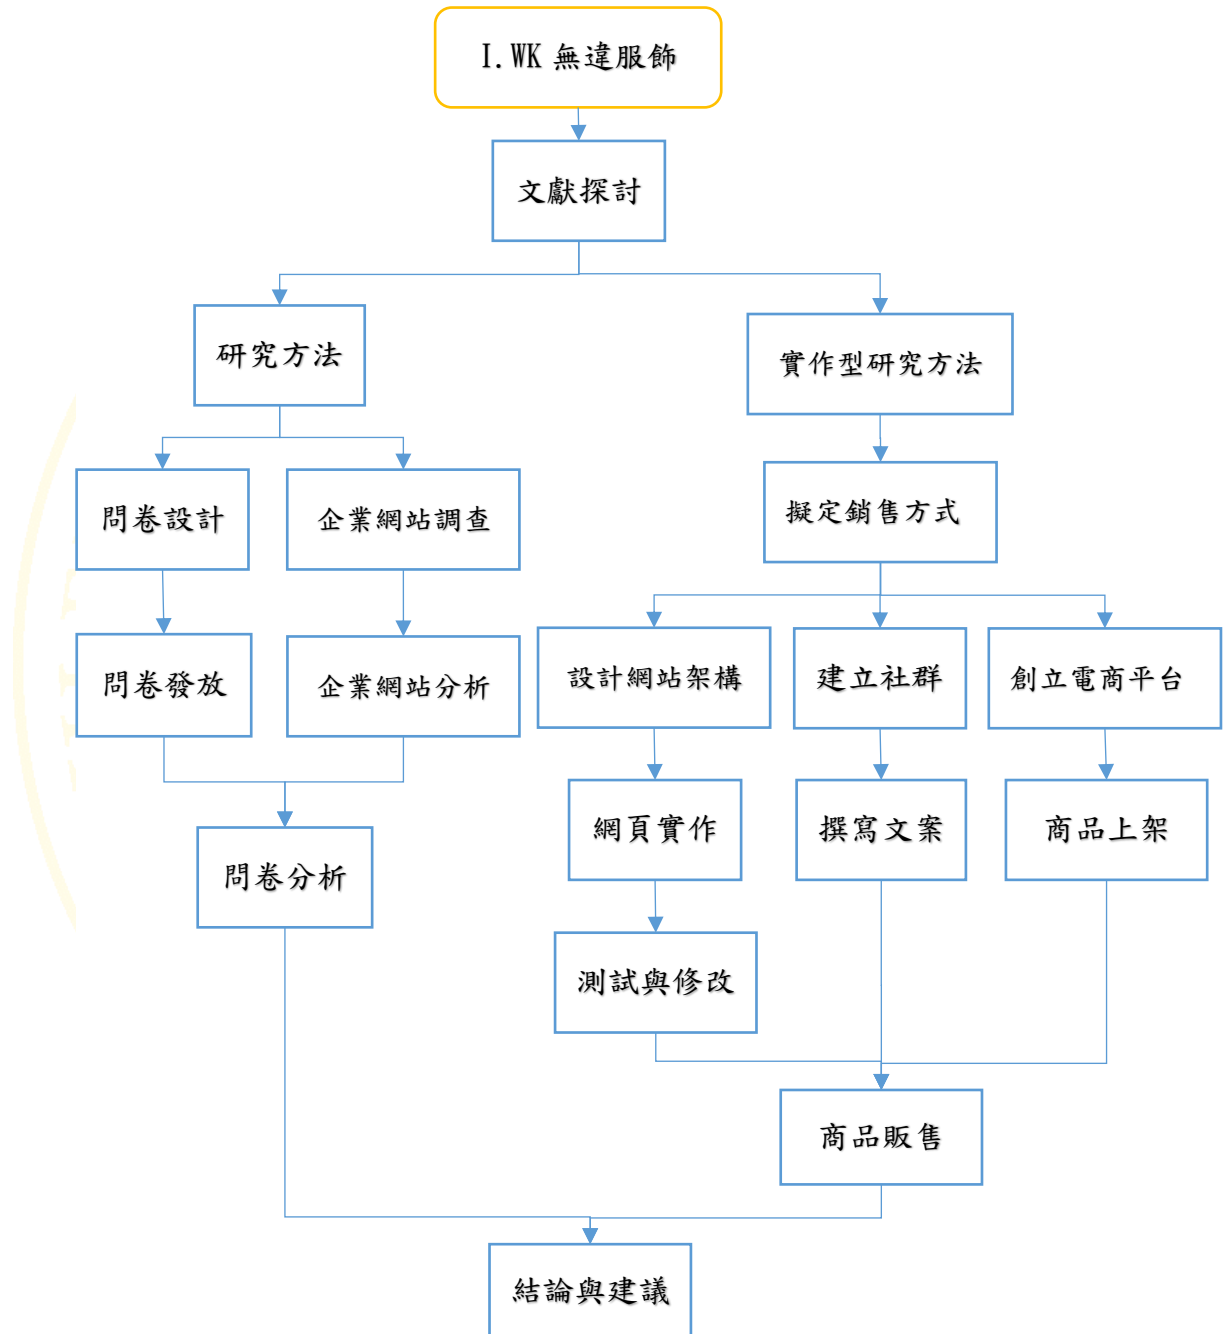 I.WK 無違服飾
文獻探討
研究方法
實作型研究方法
問卷設計
企業網站調查
擬定銷售方式
問卷發放
企業網站分析
設計網站架構
建立社群
創立電商平台
網頁實作
撰寫文案
商品上架
問卷分析
測試與修改
商品販售
結論與建議